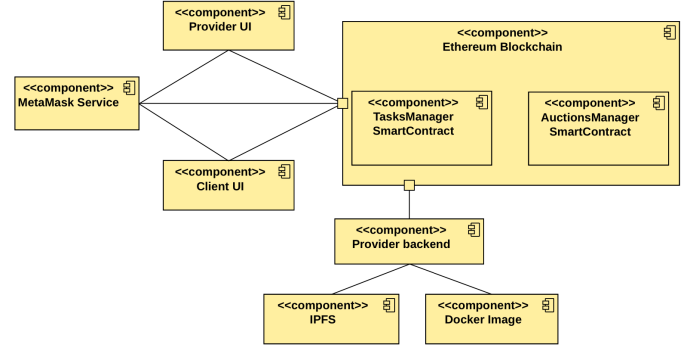 <<component>>
Provider UI
<<component>>
Ethereum Blockchain
<<component>>
MetaMask Service
<<component>>
TasksManager
SmartContract
<<component>>
AuctionsManager
SmartContract
<<component>>
Client UI
<<component>>
Provider backend
<<component>>
IPFS
<<component>>
Docker Image